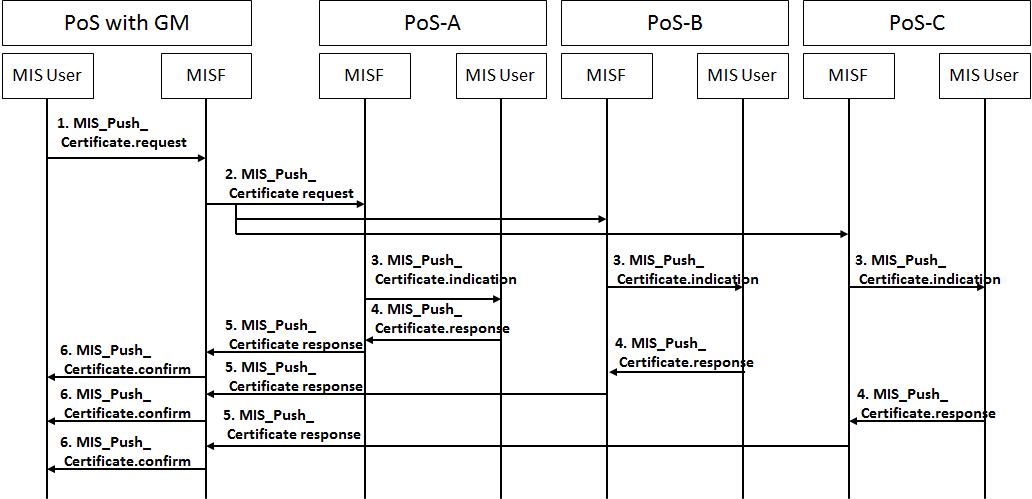 PoS with GM
PoS-A
PoS-B
PoS-C
MIS User
MISF
MISF
MIS User
MISF
MIS User
MISF
MIS User
1. MIS_Push_
Certificate.request
2. MIS_Push_
Certificate request
3. MIS_Push_
Certificate.indication
3. MIS_Push_
Certificate.indication
3. MIS_Push_
Certificate.indication
4. MIS_Push_
Certificate.response
5. MIS_Push_
Certificate response
4. MIS_Push_
Certificate.response
6. MIS_Push_
Certificate.confirm
5. MIS_Push_
Certificate response
6. MIS_Push_
Certificate.confirm
4. MIS_Push_
Certificate.response
5. MIS_Push_
Certificate response
6. MIS_Push_
Certificate.confirm